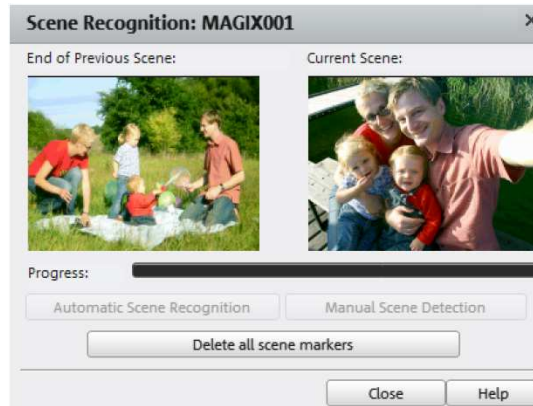 Scene Recognition: MAGIX001
End of Previous Scene:
Current Scene:
Progress:
Automatic Scene Recognition
Manual Scene Detection
Delete all scene markers
Close
Help